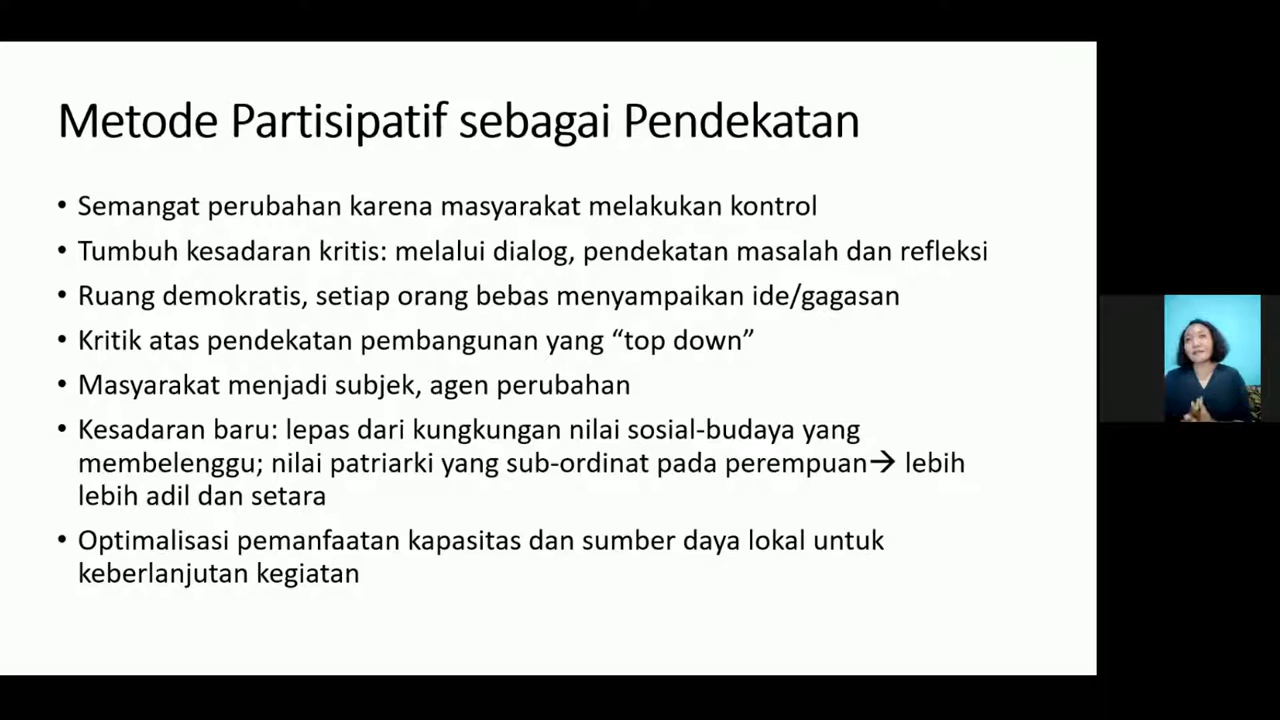 Metode Partisipatif sebagai Pendekatan
• Semangat perubahan karena masyarakat melakukan kontrol
• Tumbuh kesadaran kritis: melalui dialog, pendekatan masalah dan refleksi
• Ruang demokratis, setiap orang bebas menyampaikan ide/gagasan
• Kritik atas pendekatan pembangunan yang “top down”
• Masyarakat menjadi subjek, agen perubahan
• Kesadaran baru: lepas dari kungkungan nilai sosial-budaya yang
membelenggu; nilai patriarki yang sub-ordinat pada perempuan→ lebih
lebih adil dan setara
• Optimalisasi pemanfaatan kapasitas dan sumber daya lokal untuk
keberlanjutan kegiatan